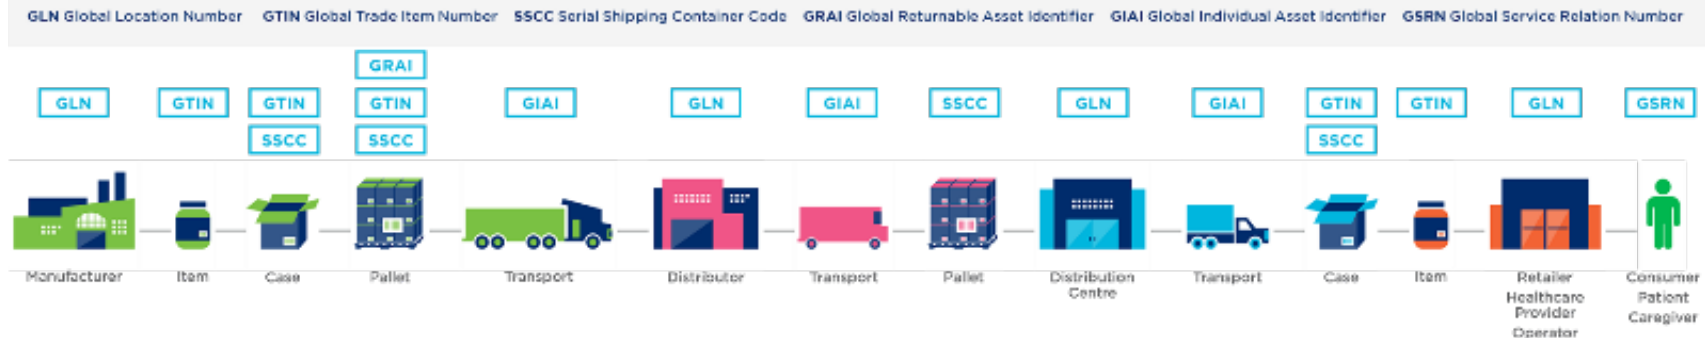 GLN Global Location Number GTIN Global Trade Item Number SSCC Serial Shipping Container Code GRAI Global Returnable Asset Identifier GIAI Global Individual Asset Identifier GSRN Global Service Relation Number
GRAI
GLN GTIN GTIN GTIN GIAI GLN GIAI SSCC GLN GIAI GTIN GTIN GLN GSRN
SSCC SSCC SSCC
Manufacturer Item Case Pallet Transport Distributor Transport Pallet Distribution Transport Case Item Retailer Consumer
Centre Healthcare Patient
Provider Caregiver
Operator